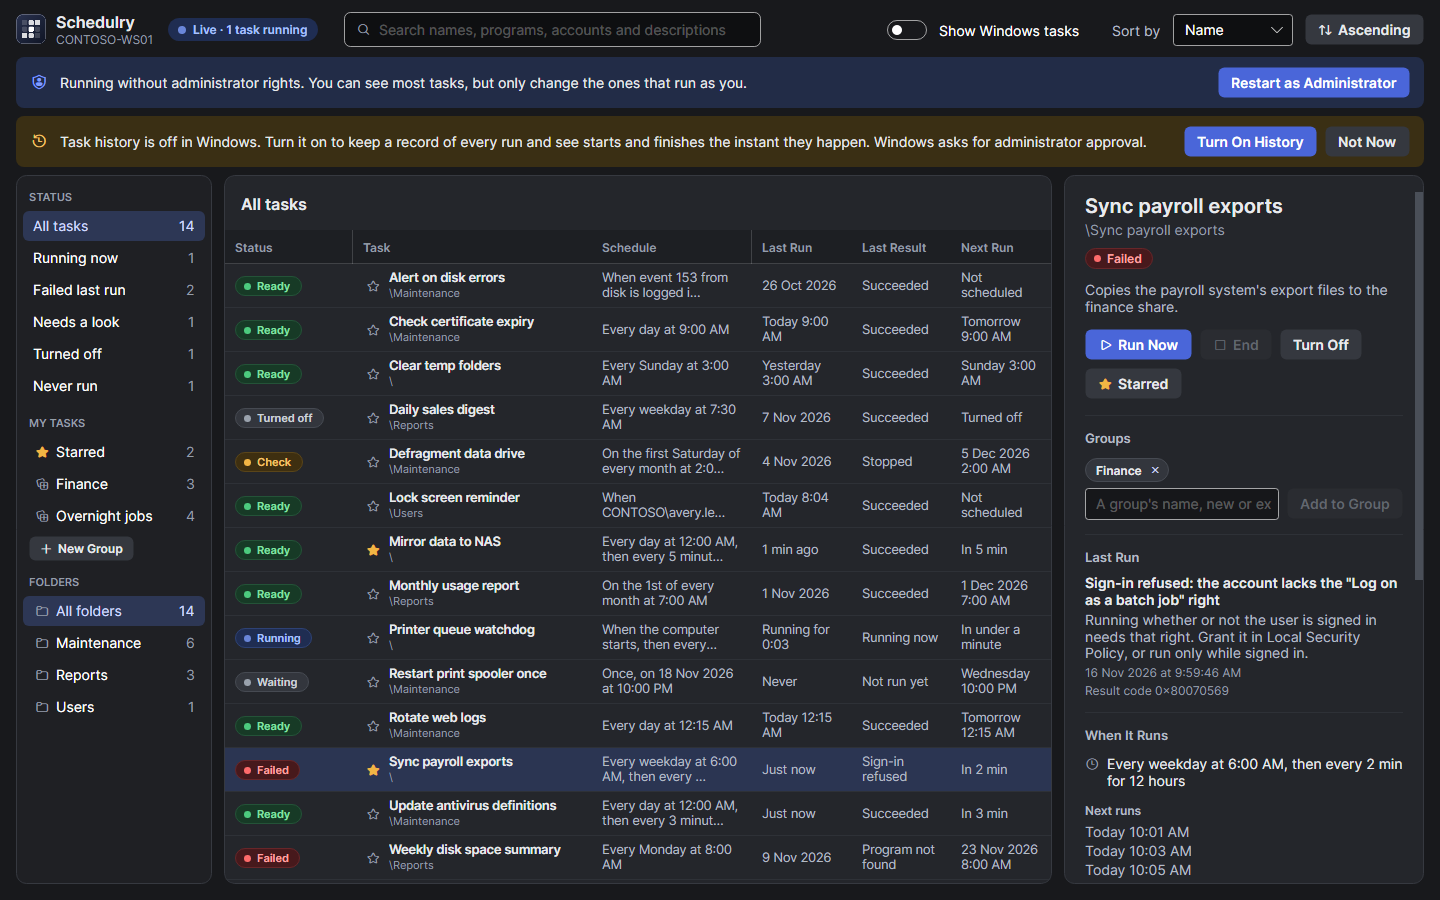 Schedulry
CONTOSO-WS01
Live · 1 task running
Search names, programs, accounts and descriptions
Show Windows tasks
Sort by
Name
Ascending
Running without administrator rights. You can see most tasks, but only change the ones that run as you.
Restart as Administrator
Task history is off in Windows. Turn it on to keep a record of every run and see starts and finishes the instant they happen. Windows asks for administrator approval.
Turn On History
Not Now
STATUS
All tasks 14
Running now 1
Failed last run 2
Needs a look 1
Turned off 1
Never run 1
MY TASKS
Starred 2
Finance 3
Overnight jobs 4
New Group
FOLDERS
All folders 14
Maintenance 6
Reports 3
Users 1
All tasks
Status Task Schedule Last Run Last Result Next Run
Ready
Alert on disk errors
\Maintenance
When event 153 from
disk is logged i...
26 Oct 2026
Succeeded
Not
scheduled
Ready
Check certificate expiry
\Maintenance
Every day at 9:00 AM
Today 9:00
AM
Succeeded
Tomorrow
9:00 AM
Ready
Clear temp folders
\
Every Sunday at 3:00
AM
Yesterday
3:00 AM
Succeeded
Sunday 3:00
AM
Turned off
Daily sales digest
\Reports
Every weekday at 7:30
AM
7 Nov 2026
Succeeded
Turned off
Check
Defragment data drive
\Maintenance
On the first Saturday of
every month at 2:0...
4 Nov 2026
Stopped
5 Dec 2026
2:00 AM
Ready
Lock screen reminder
\Users
When
CONTOSO\avery.le...
Today 8:04
AM
Succeeded
Not
scheduled
Ready
Mirror data to NAS
\
Every day at 12:00 AM,
then every 5 minut...
1 min ago
Succeeded
In 5 min
Ready
Monthly usage report
\Reports
On the 1st of every
month at 7:00 AM
1 Nov 2026
Succeeded
1 Dec 2026
7:00 AM
Running
Printer queue watchdog
\
When the computer
starts, then every...
Running for
0:03
Running now
In under a
minute
Waiting
Restart print spooler once
\Maintenance
Once, on 18 Nov 2026
at 10:00 PM
Never
Not run yet
Wednesday
10:00 PM
Ready
Rotate web logs
\Maintenance
Every day at 12:15 AM
Today 12:15
AM
Succeeded
Tomorrow
12:15 AM
Failed
Sync payroll exports
\
Every weekday at 6:00
AM, then every ...
Just now
Sign-in
refused
In 2 min
Ready
Update antivirus definitions
\Maintenance
Every day at 12:00 AM,
then every 3 minut...
Just now
Succeeded
In 3 min
Failed
Weekly disk space summary
\Reports
Every Monday at 8:00
AM
9 Nov 2026
Program not
found
23 Nov 2026
8:00 AM
Sync payroll exports
\Sync payroll exports
Failed
Copies the payroll system's export files to the
finance share.
Run Now
End
Turn Off
Starred
Groups
Finance ×
A group's name, new or ex
Add to Group
Last Run
Sign-in refused: the account lacks the "Log on
as a batch job" right
Running whether or not the user is signed in
needs that right. Grant it in Local Security
Policy, or run only while signed in.
16 Nov 2026 at 9:59:46 AM
Result code 0×80070569
When It Runs
Every weekday at 6:00 AM, then every 2 min
for 12 hours
Next runs
Today 10:01 AM
Today 10:03 AM
Today 10:05 AM